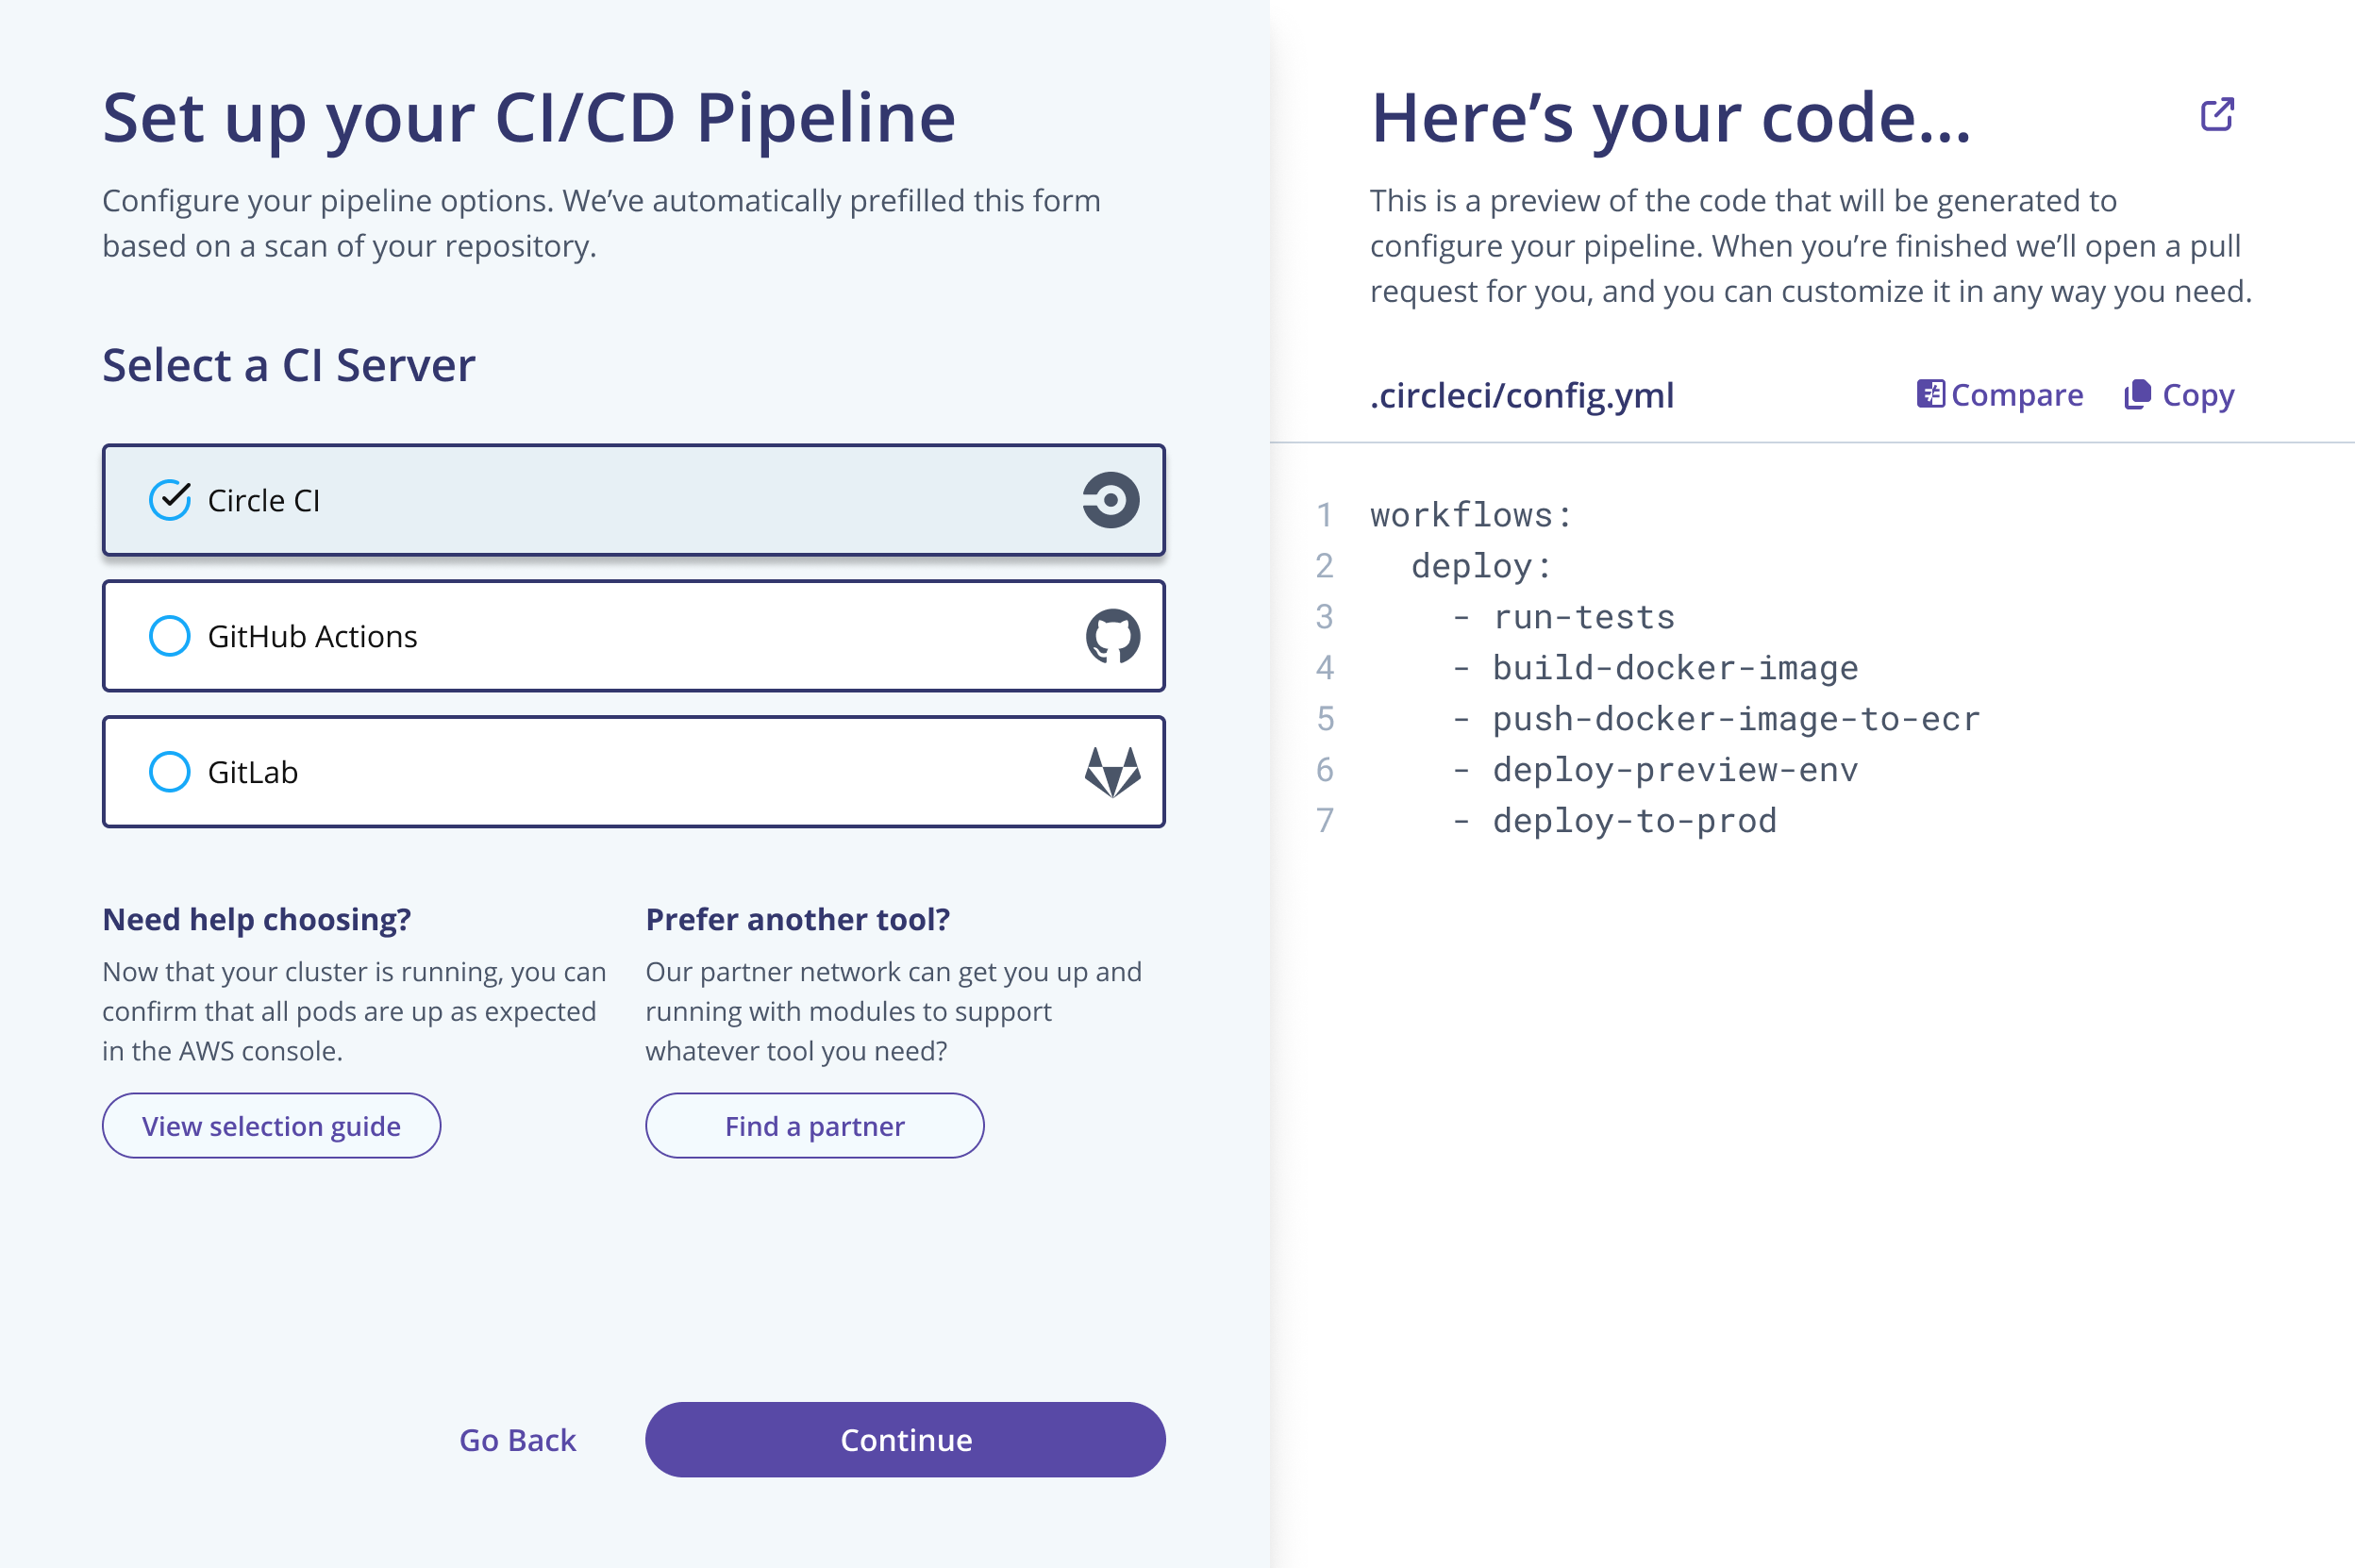 Set up your CI/CD Pipeline
Configure your pipeline options. We’ve automatically prefilled this form
based on a scan of your repository.
Select a CI Server
Circle CI
GitHub Actions
GitLab
Need help choosing?
Now that your cluster is running, you can
confirm that all pods are up as expected
in the AWS console.
View selection guide
Prefer another tool?
Our partner network can get you up and
running with modules to support
whatever tool you need?
Find a partner
Go Back
Continue
Here’s your code...
This is a preview of the code that will be generated to
configure your pipeline. When you’re finished we’ll open a pull
request for you, and you can customize it in any way you need.
.circleci/config.yml
Compare
Copy
1 workflows:
2   deploy:
3     - run-tests
4     - build-docker-image
5     - push-docker-image-to-ecr
6     - deploy-preview-env
7     - deploy-to-prod